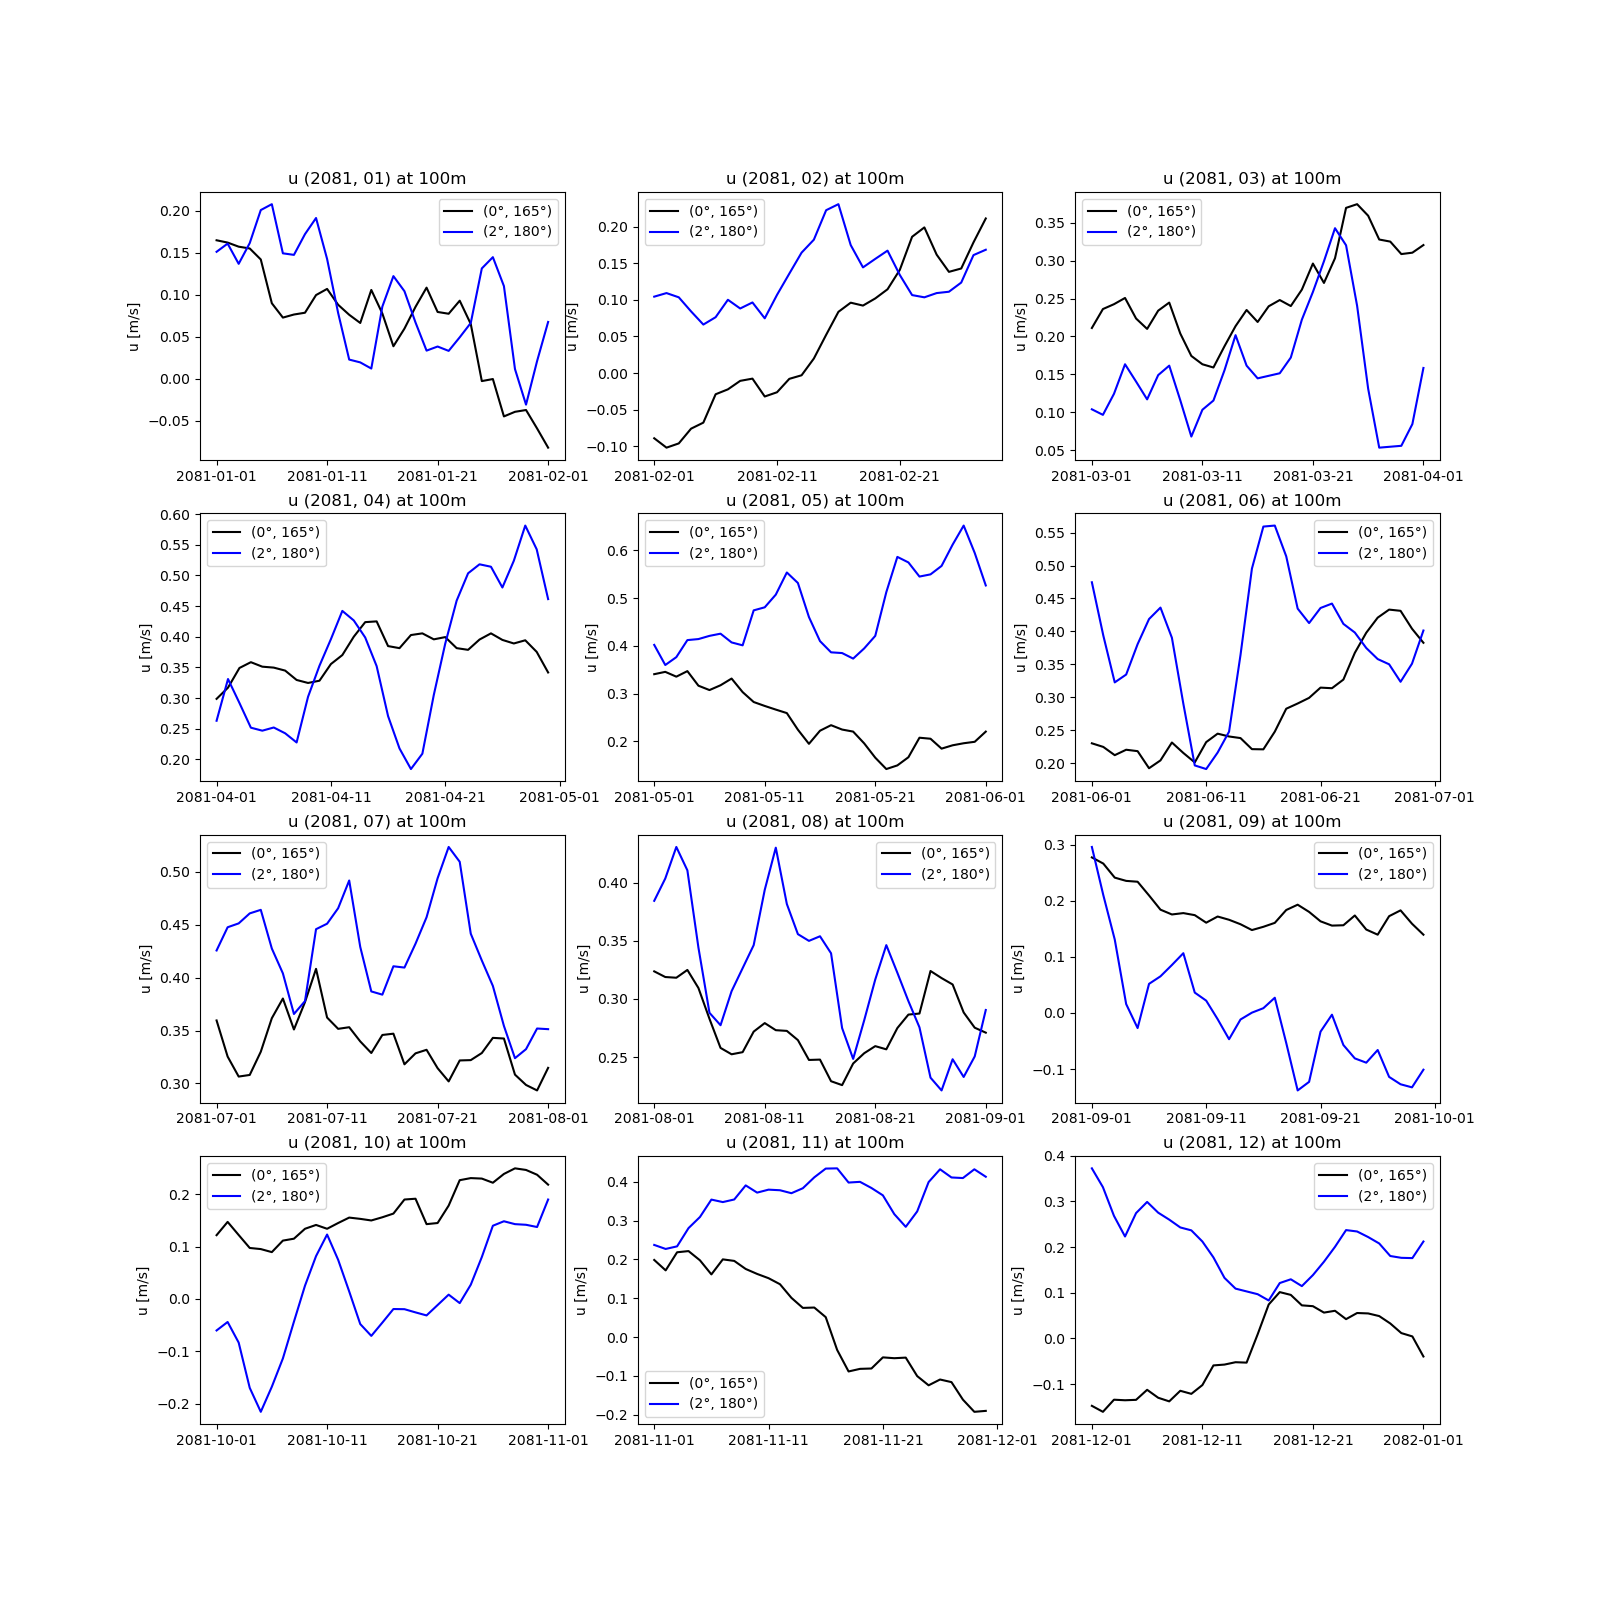 u (2081, 01) at 100m
u [m/s]
0.20
0.15
0.10
0.05
0.00
−0.05
(0°, 165°)
(2°, 180°)
2081-01-01 2081-01-11 2081-01-21 2081-02-01
u (2081, 02) at 100m
u [m/s]
0.20
0.15
0.10
0.05
0.00
−0.05
−0.10
(0°, 165°)
(2°, 180°)
2081-02-01 2081-02-11 2081-02-21
u (2081, 03) at 100m
u [m/s]
0.35
0.30
0.25
0.20
0.15
0.10
0.05
(0°, 165°)
(2°, 180°)
2081-03-01 2081-03-11 2081-03-21 2081-04-01
u (2081, 04) at 100m
u [m/s]
0.60
0.55
0.50
0.45
0.40
0.35
0.30
0.25
0.20
(0°, 165°)
(2°, 180°)
2081-04-01 2081-04-11 2081-04-21 2081-05-01
u (2081, 05) at 100m
u [m/s]
0.6
0.5
0.4
0.3
0.2
(0°, 165°)
(2°, 180°)
2081-05-01 2081-05-11 2081-05-21 2081-06-01
u (2081, 06) at 100m
u [m/s]
0.55
0.50
0.45
0.40
0.35
0.30
0.25
0.20
(0°, 165°)
(2°, 180°)
2081-06-01 2081-06-11 2081-06-21 2081-07-01
u (2081, 07) at 100m
u [m/s]
0.50
0.45
0.40
0.35
0.30
(0°, 165°)
(2°, 180°)
2081-07-01 2081-07-11 2081-07-21 2081-08-01
u (2081, 08) at 100m
u [m/s]
0.40
0.35
0.30
0.25
(0°, 165°)
(2°, 180°)
2081-08-01 2081-08-11 2081-08-21 2081-09-01
u (2081, 09) at 100m
u [m/s]
0.3
0.2
0.1
0.0
−0.1
(0°, 165°)
(2°, 180°)
2081-09-01 2081-09-11 2081-09-21 2081-10-01
u (2081, 10) at 100m
u [m/s]
0.2
0.1
0.0
−0.1
−0.2
(0°, 165°)
(2°, 180°)
2081-10-01 2081-10-11 2081-10-21 2081-11-01
u (2081, 11) at 100m
u [m/s]
0.4
0.3
0.2
0.1
0.0
−0.1
−0.2
(0°, 165°)
(2°, 180°)
2081-11-01 2081-11-11 2081-11-21 2081-12-01
u (2081, 12) at 100m
u [m/s]
0.4
0.3
0.2
0.1
0.0
−0.1
(0°, 165°)
(2°, 180°)
2081-12-01 2081-12-11 2081-12-21 2082-01-01